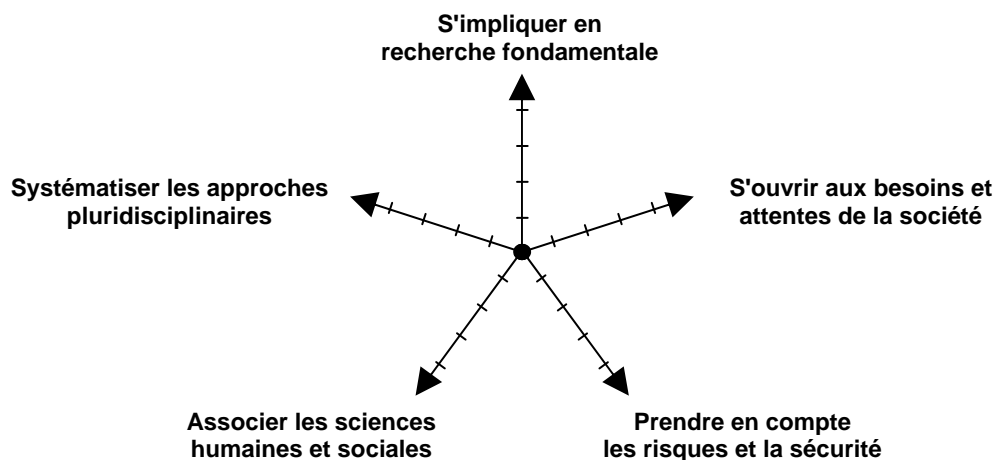 S'impliquer en
recherche fondamentale
Systématiser les approches
pluridisciplinaires
S'ouvrir aux besoins et
attentes de la société
Associer les sciences
humaines et sociales
Prendre en compte
les risques et la sécurité